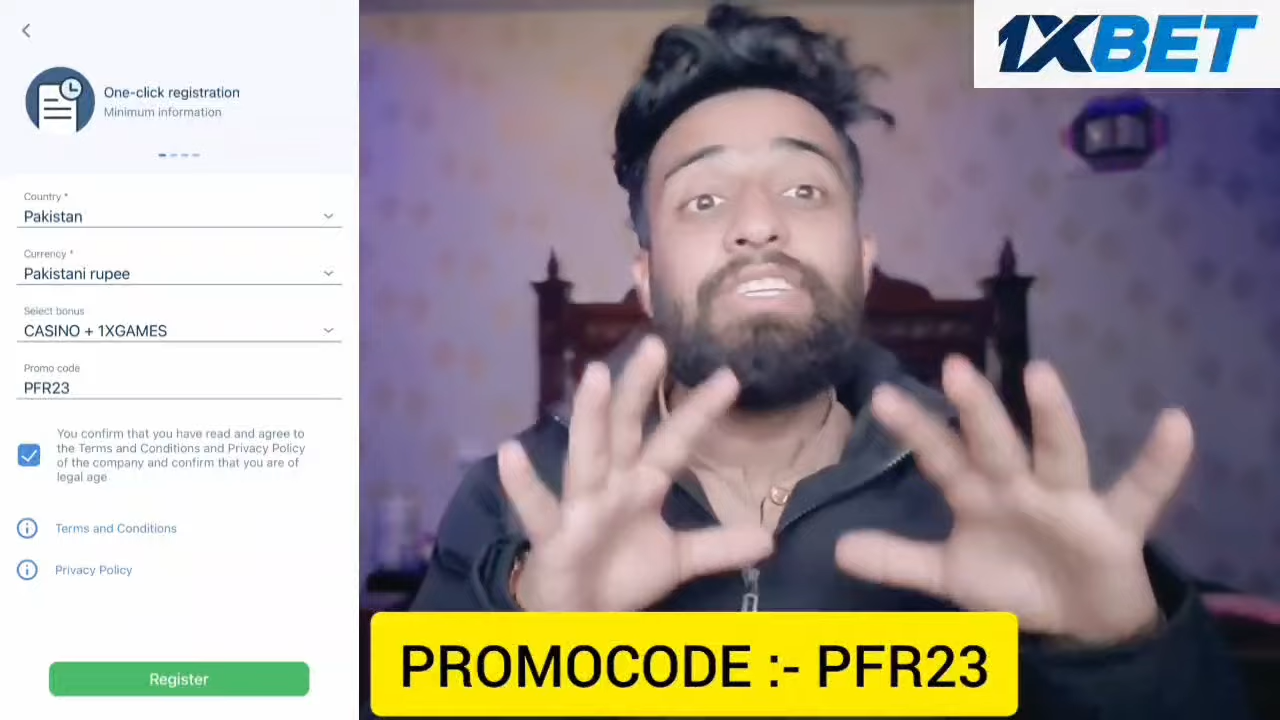 One-click registration
Minimum information
Country *
Pakistan
Currency *
Pakistani rupee
Select bonus
CASINO + 1XGAMES
Promo code
PFR23
You confirm that you have read and agree to
the Terms and Conditions and Privacy Policy
of the company and confirm that you are of
legal age
Terms and Conditions
Privacy Policy
Register
1XBET
PROMOCODE :- PFR23